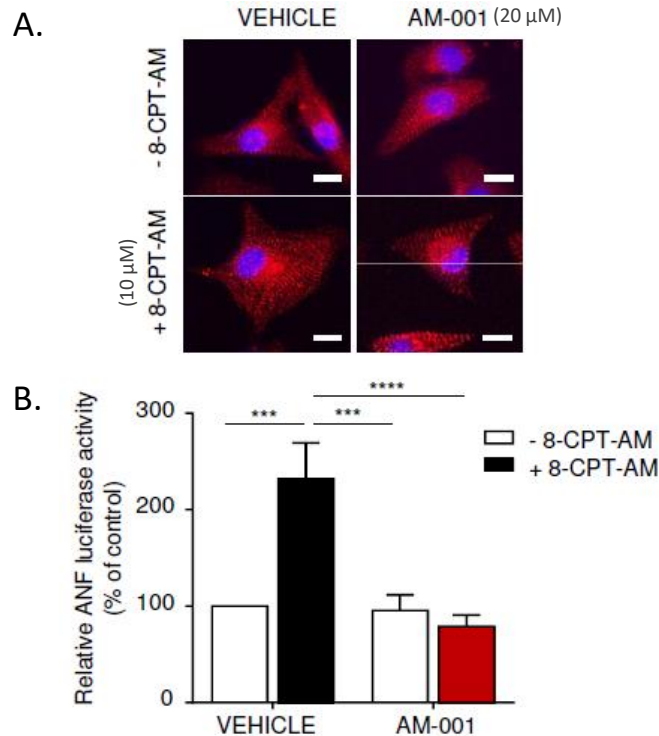 A.
VEHICLE
AM-001 (20 µM)
- 8-CPT-AM
(10 µM)
+ 8-CPT-AM
B.
Relative ANF luciferase activity
(% of control)
300
200
100
0
***
***
****
- 8-CPT-AM
+ 8-CPT-AM
VEHICLE
AM-001